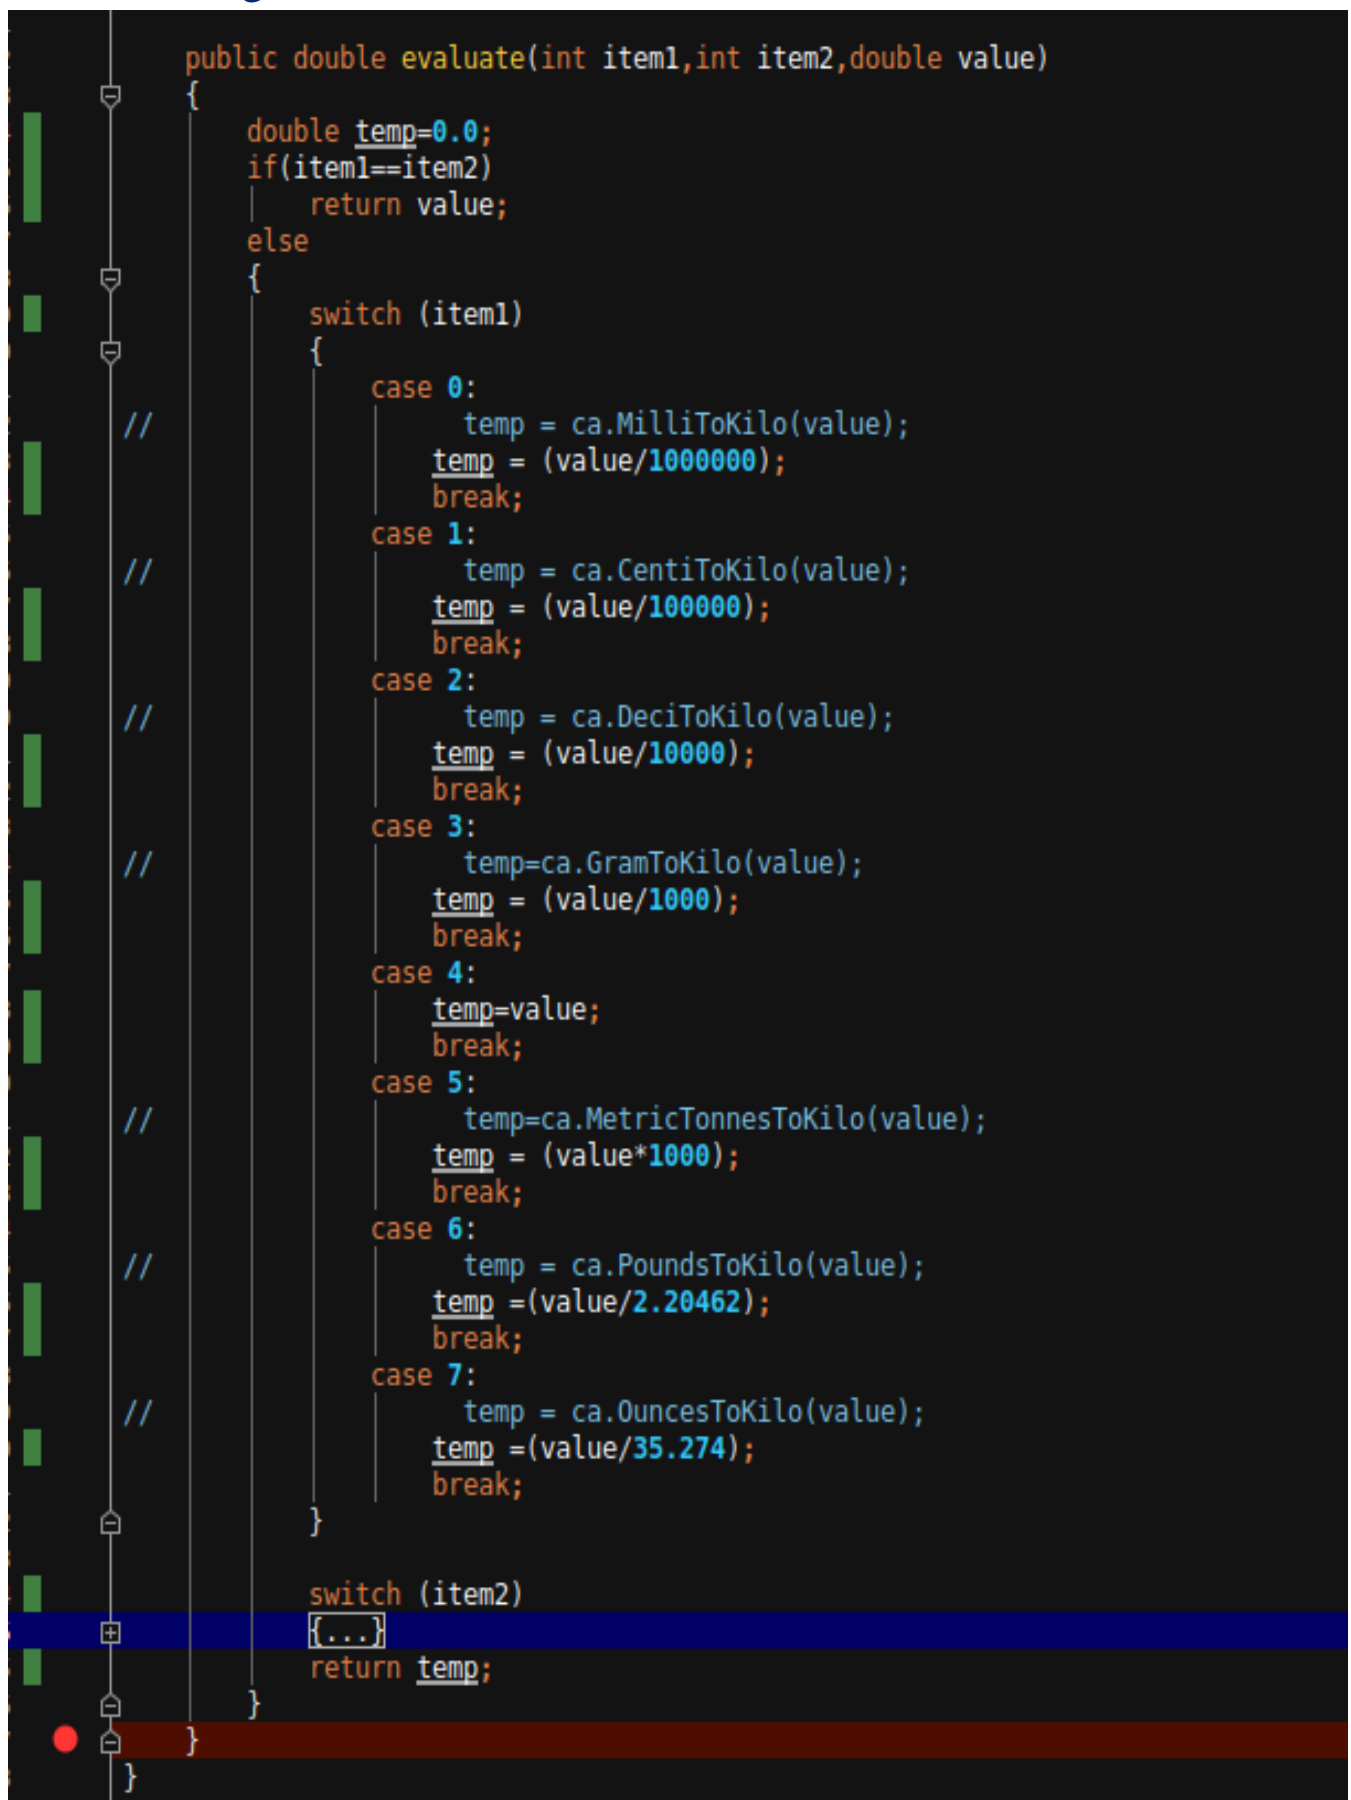 public double evaluate(int item1,int item2,double value)
{
double temp=0.0;
if(item1==item2)
return value;
else
{
switch (item1)
{
case 0:
//                    temp = ca.MilliToKilo(value);
temp = (value/1000000);
break;
case 1:
//                    temp = ca.CentiToKilo(value);
temp = (value/100000);
break;
case 2:
//                    temp = ca.DeciToKilo(value);
temp = (value/10000);
break;
case 3:
//                    temp=ca.GramToKilo(value);
temp = (value/1000);
break;
case 4:
temp=value;
break;
case 5:
//                    temp=ca.MetricTonnesToKilo(value);
temp = (value*1000);
break;
case 6:
//                    temp = ca.PoundsToKilo(value);
temp =(value/2.20462);
break;
case 7:
//                    temp = ca.OuncesToKilo(value);
temp =(value/35.274);
break;
}
switch (item2)
{...}
return temp;
}
}
}